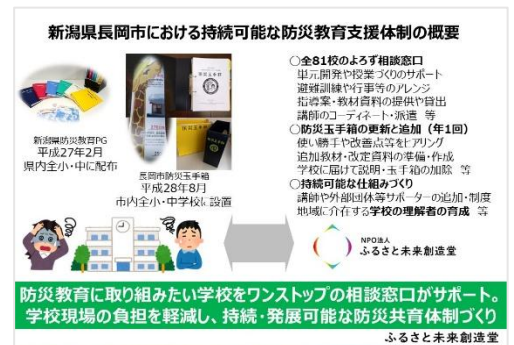 新潟県長岡市における持続可能な防災教育支援体制の概要
新潟県防災教育PG
平成27年2月
県内全小・中に配布
長岡市防災玉手箱
平成28年8月
市内全小・中学校に設置
○全81校のよろず相談窓口
単元開発や授業づくりのサポート
避難訓練や行事等のアレンジ
指導案・教材資料の提供や貸出
講師のコーディネート・派遣 等
○防災玉手箱の更新と追加（年1回）
使い勝手や改善点等をヒアリング
追加教材・改定資料の準備・作成
学校に届けて説明・玉手箱の加除 等
○持続可能な仕組みづくり
講師や外部団体等サポーターの追加・制度
地域に介在する学校の理解者の育成 等
NPO法人
ふるさと未来創造堂
防災教育に取り組みたい学校をワンストップの相談窓口がサポート。
学校現場の負担を軽減し、持続・発展可能な防災共育体制づくり
ふるさと未来創造堂